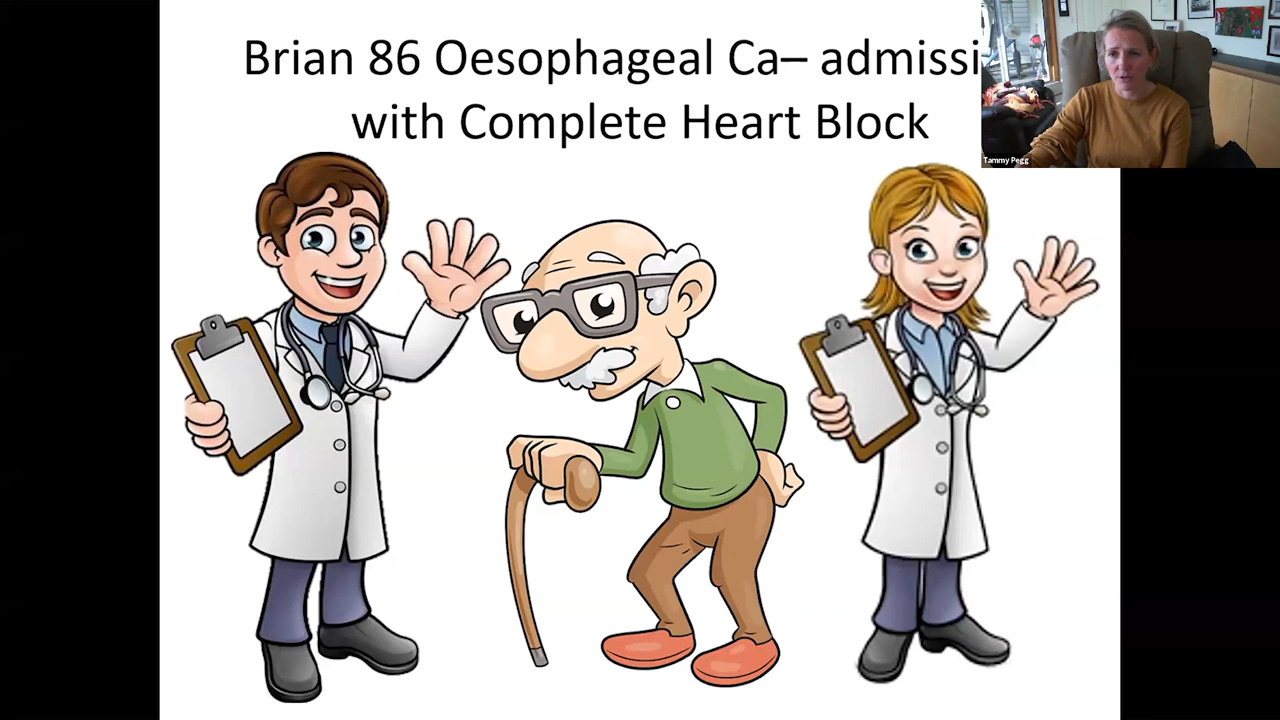 Brian 86 Oesophageal Ca– admissi
with Complete Heart Block
Tammy Pegg